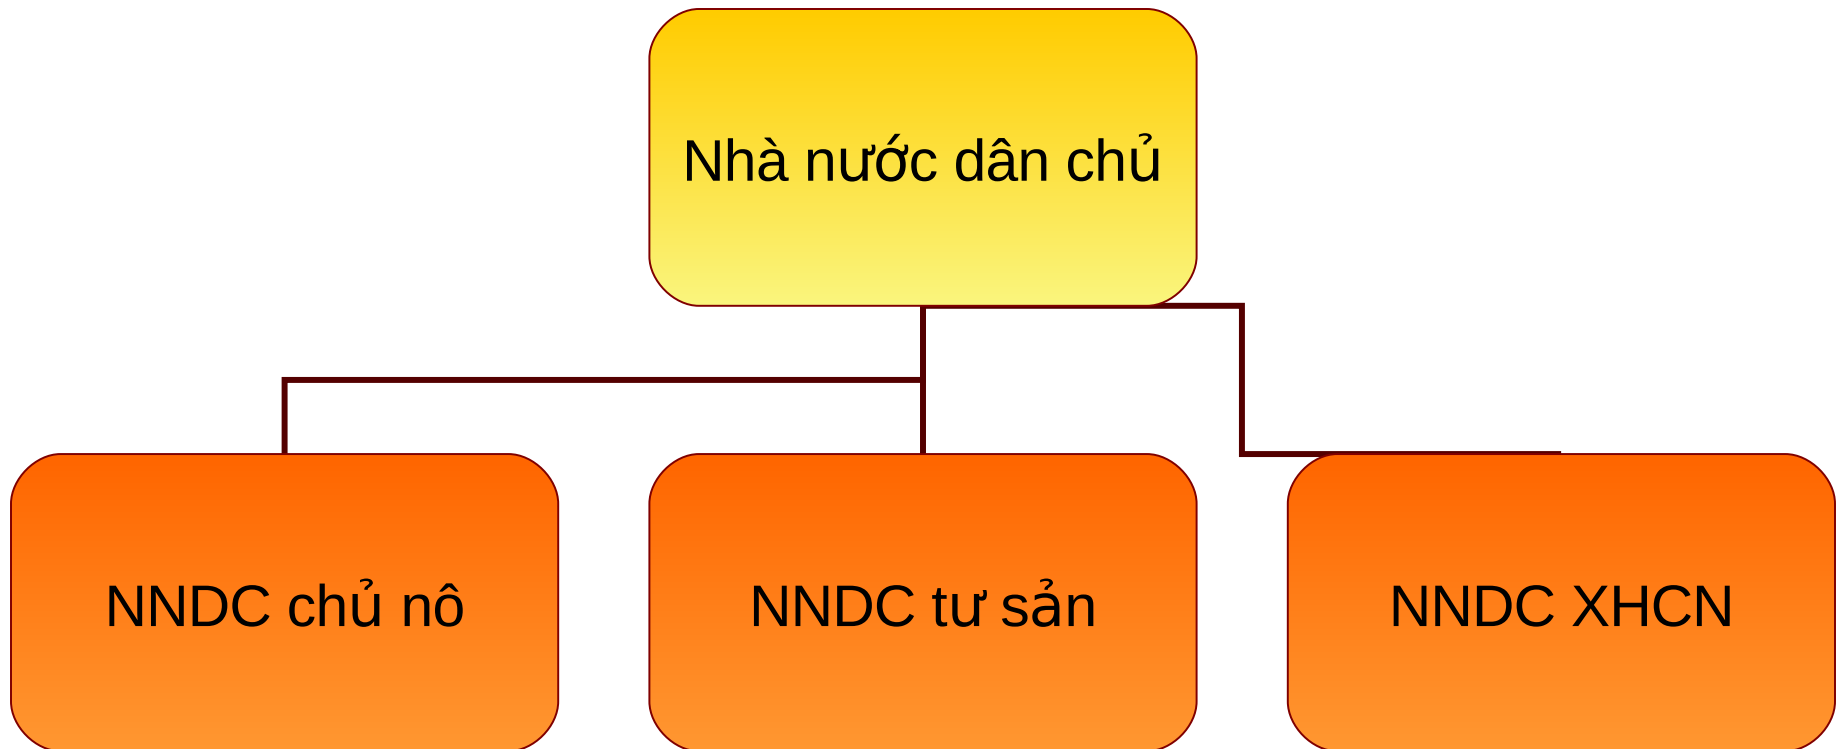 Nhà nước dân chủ
NNDC chủ nô
NNDC tư sản
NNDC XHCN